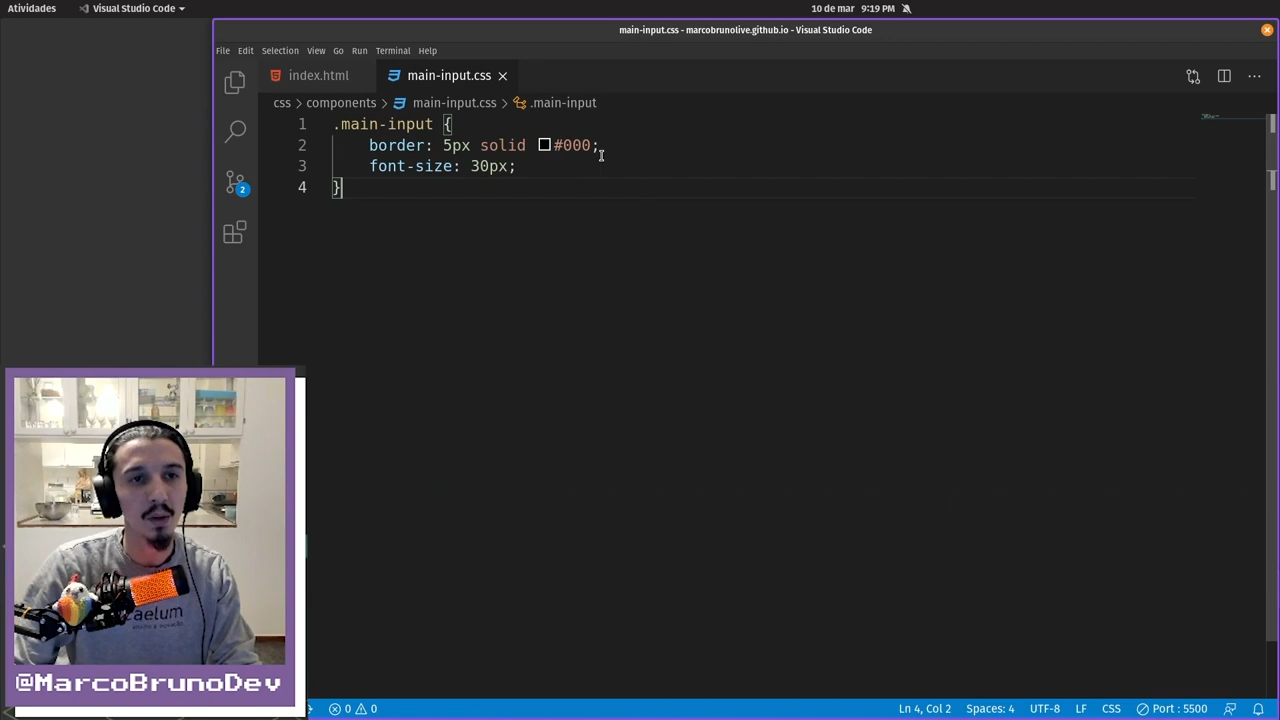 Atividades Visual Studio Code 10 de mar 9:19 PM
main-input.css - marcobrunolive.github.io - Visual Studio Code
File Edit Selection View Go Run Terminal Help
index.html main-input.css
css > components > main-input.css > .main-input
1 .main-input {
2 border: 5px solid #000;
3 font-size: 30px;
4 }
2
caelum
ensino e inovação
@MarcoBrunoDev
0 0 Ln 4, Col 2 Spaces: 4 UTF-8 LF CSS Port : 5500